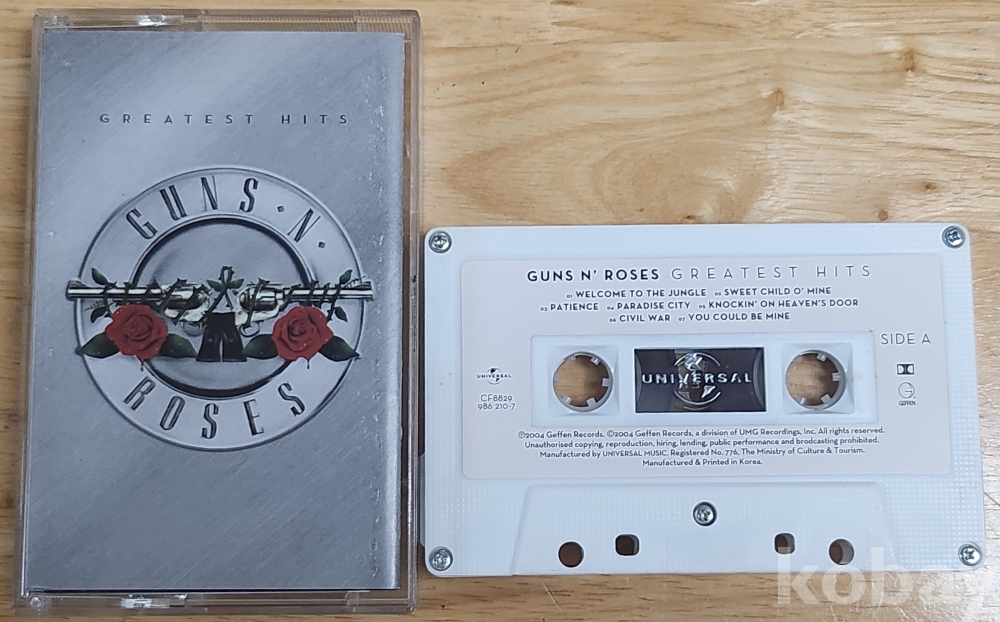 GREATEST HITS
GUNS · N ·
ROSES
GUNS N' ROSES GREATEST HITS
01 WELCOME TO THE JUNGLE 02 SWEET CHILD O' MINE
03 PATIENCE 04 PARADISE CITY 05 KNOCKIN' ON HEAVEN'S DOOR
06 CIVIL WAR 07 YOU COULD BE MINE
SIDE A
UNIVERSAL
CF8829
986 210-7
UNIVERSAL
GEFFEN
℗2004 Geffen Records. ©2004 Geffen Records, a division of UMG Recordings, Inc. All rights reserved.
Unauthorised copying, reproduction, hiring, lending, public performance and brodcasting prohibited.
Manufactured by UNIVERSAL MUSIC. Registered No. 776, The Ministry of Culture & Tourism.
Manufactured & Printed in Korea.